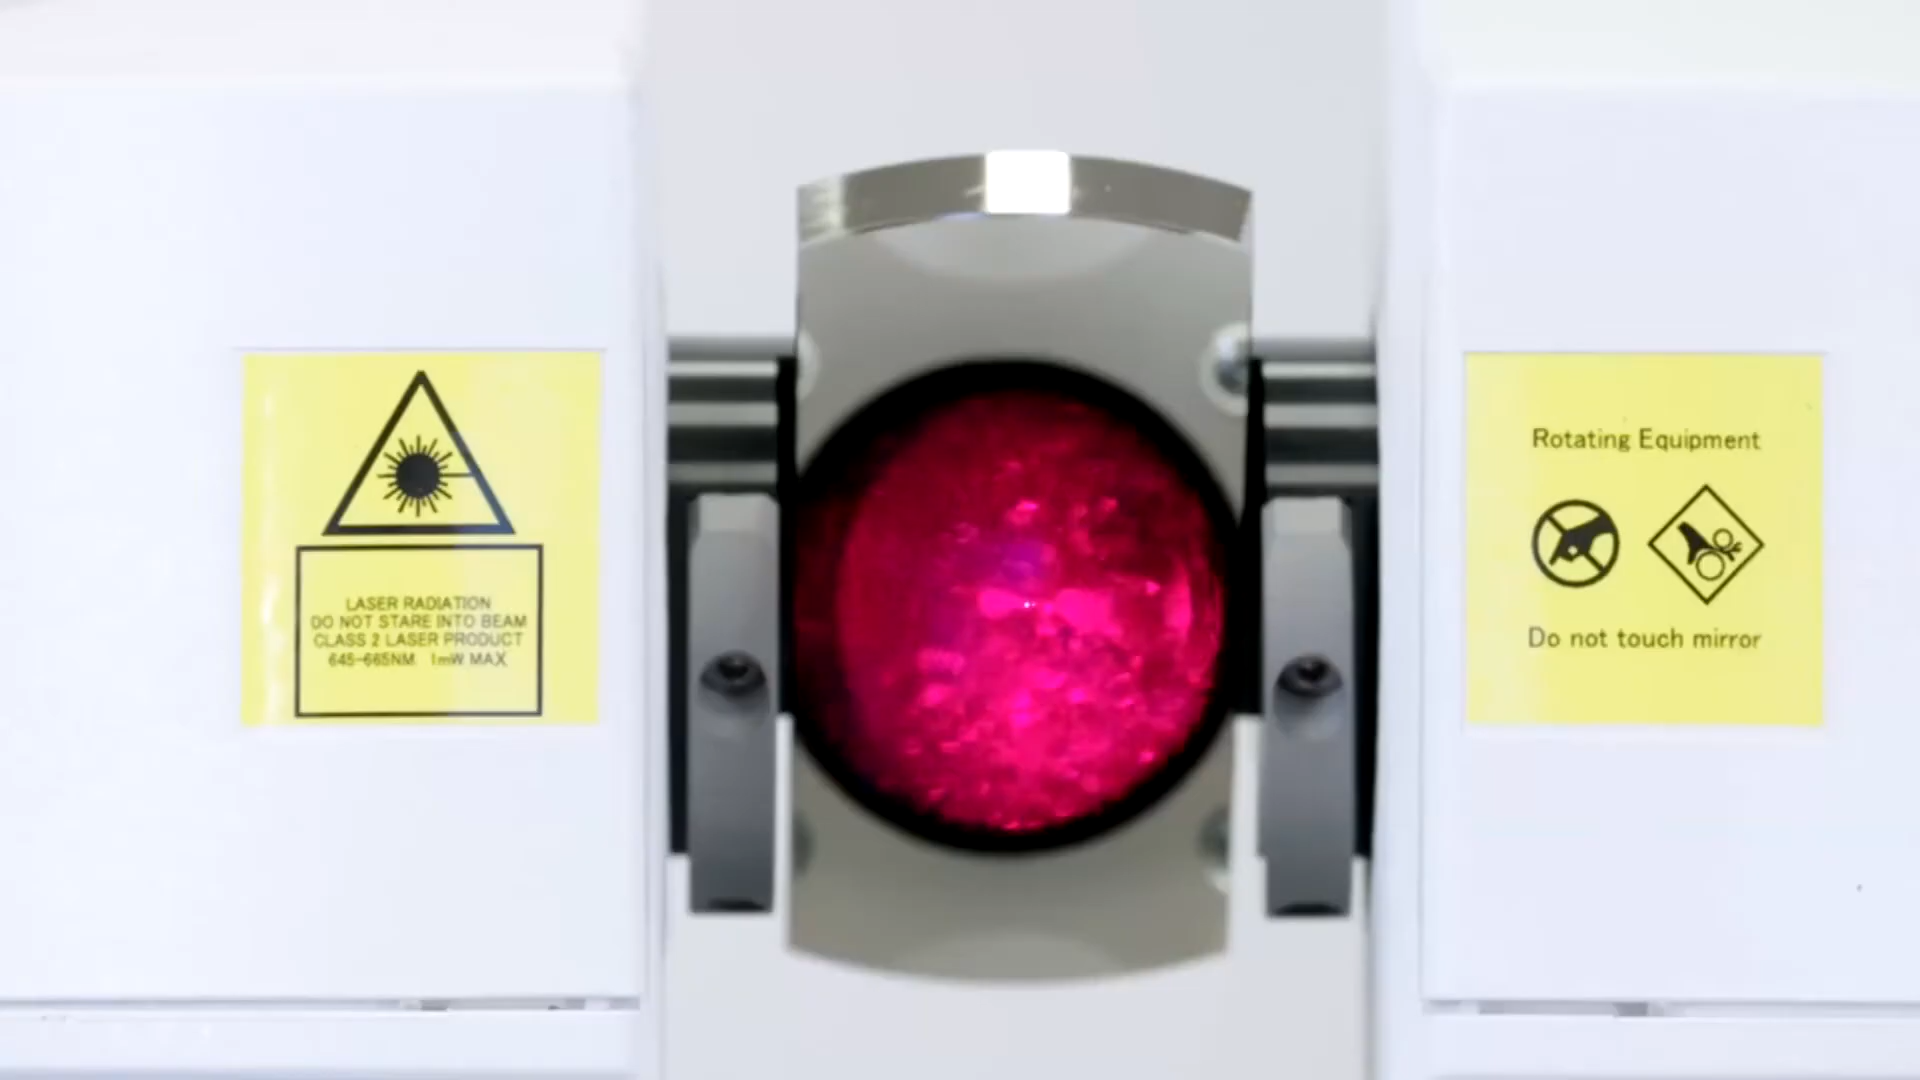 LASER RADIATION
DO NOT STARE INTO BEAM
CLASS 2 LASER PRODUCT
645-665NM 1mW MAX
Rotating Equipment
Do not touch mirror